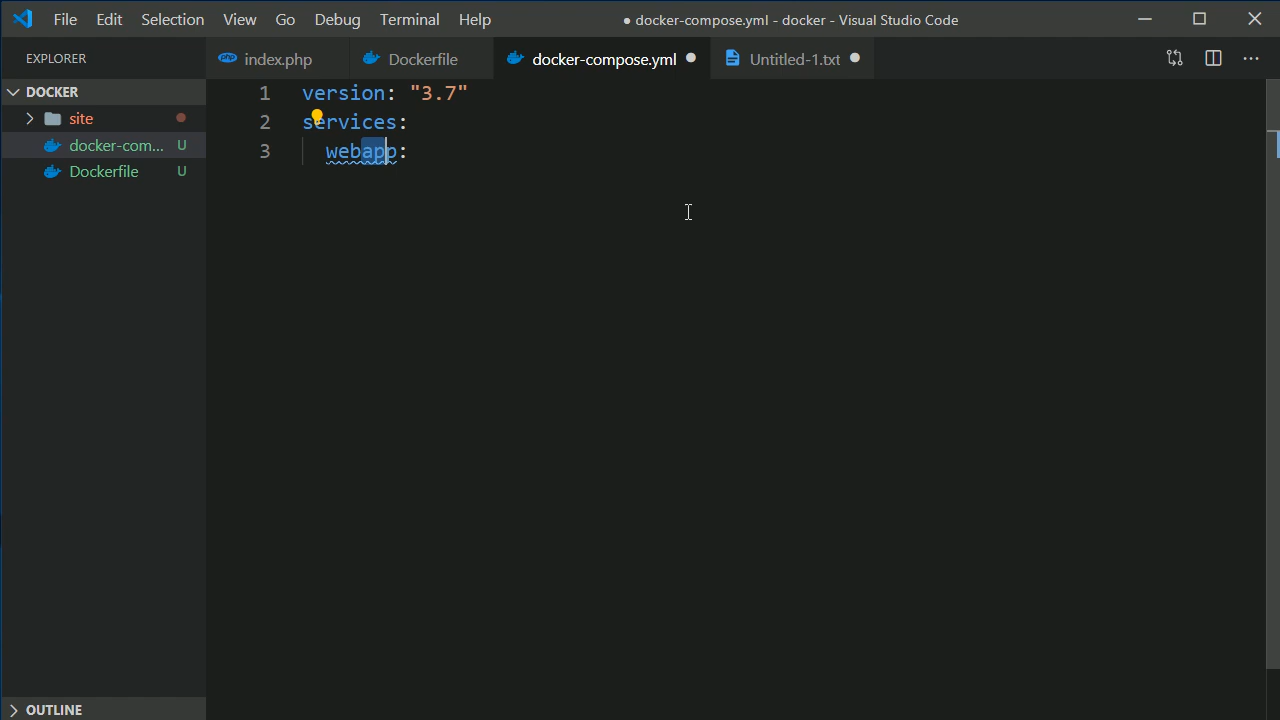 File Edit Selection View Go Debug Terminal Help ● docker-compose.yml - docker - Visual Studio Code
EXPLORER
index.php Dockerfile docker-compose.yml Untitled-1.txt
DOCKER
site
docker-com... U
Dockerfile U
1 version: "3.7"
2 services:
3 webapp:
OUTLINE